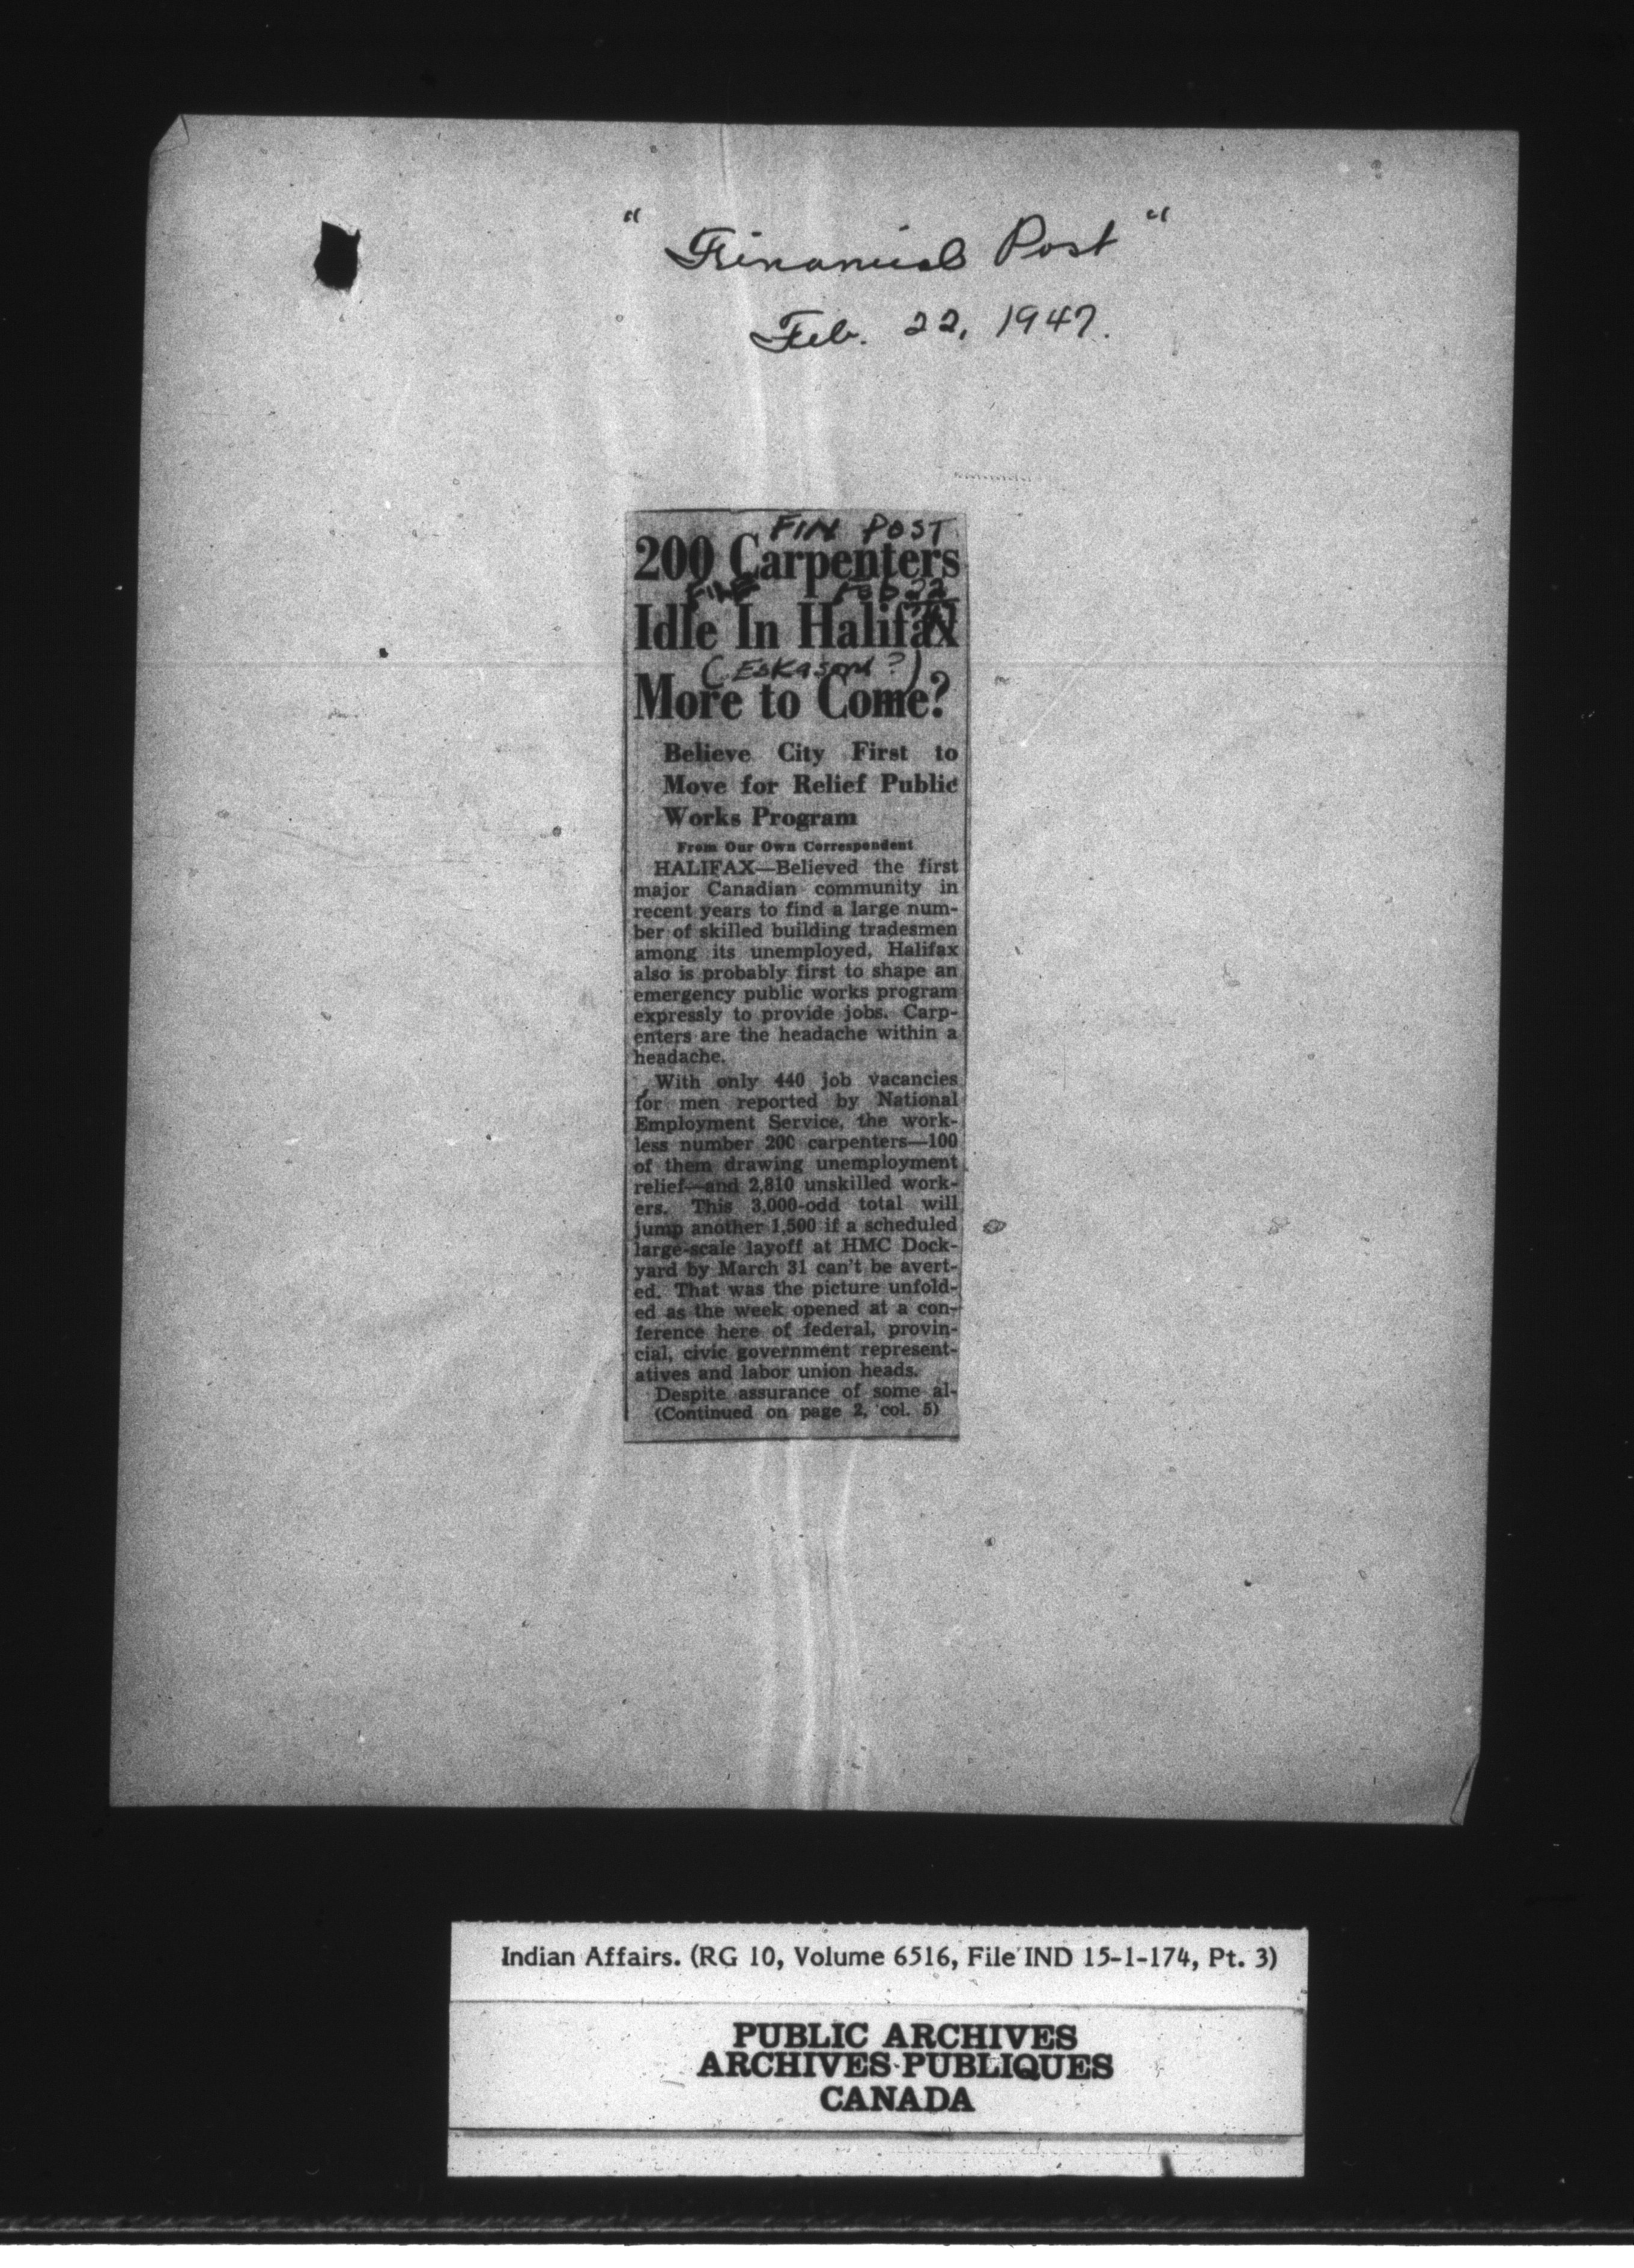 " Financial Post "
Feb. 22, 1947.
FIN POST
200 Carpenters
FILE Feb 22
Idle In Halifax
(Eskasoni?)
More to Come?
Believe City First to
Move for Relief Public
Works Program
From Our Own Correspondent
HALIFAX—Believed the first
major Canadian community in
recent years to find a large num-
ber of skilled building tradesmen
among its unemployed, Halifax
also is probably first to shape an
emergency public works program
expressly to provide jobs. Carp-
enters are the headache within a
headache.
With only 440 job vacancies
for men reported by National
Employment Service, the work-
less number 200 carpenters—100
of them drawing unemployment
relief—and 2,810 unskilled work-
ers. This 3,000-odd total will
jump another 1,500 if a scheduled
large-scale layoff at HMC Dock-
yard by March 31 can't be avert-
ed. That was the picture unfold-
ed as the week opened at a con-
ference here of federal, provin-
cial, civic government represent-
atives and labor union heads.
Despite assurance of some al-
(Continued on page 2, col. 5)
Indian Affairs. (RG 10, Volume 6516, File IND 15-1-174, Pt. 3)
PUBLIC ARCHIVES
ARCHIVES PUBLIQUES
CANADA